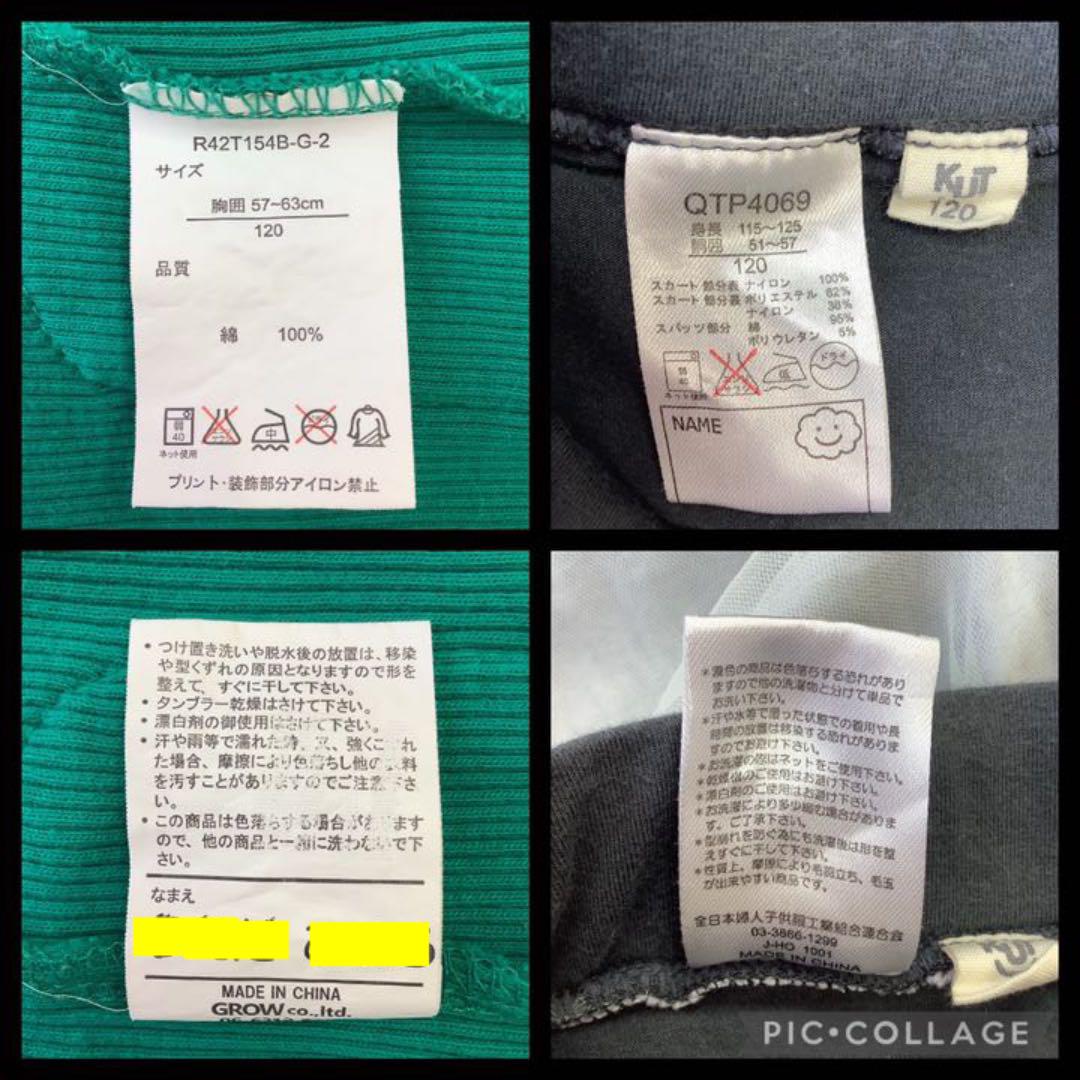 R42T154B-G-2
サイズ
胸囲 57~63cm
120
品質
綿 100%
弱
40
ネット使用
中
プリント・装飾部分アイロン禁止
QTP4069
身長 115~125
胴囲 51~57
120
スカート部分表 ナイロン 100%
スカート部分裏 ポリエステル 62%
ナイロン 38%
スパッツ部分 綿 95%
ポリウレタン 5%
弱
40
ネット使用
低
ドライ
NAME
KUT
120
• つけ置き洗いや脱水後の放置は、移染
や型くずれの原因となりますので形を
整えて、すぐに干して下さい。
• タンブラー乾燥はさけて下さい。
• 漂白剤の御使用はさけて下さい。
• 汗や雨等で濡れた時、又、強くこ れ
た場合、摩擦により色落ちし他の衣料
を汚すことがありますのでご注意下さ
い。
• この商品は色落ちする場合があります
ので、他の商品と一緒に洗わないで下
さい。
なまえ
MADE IN CHINA
GROW co.,ltd.
*濃色の商品は色落ちする恐れがあり
ますので他の洗濯物と分けて単品で
お洗い下さい。
*汗や水等で湿った状態での着用や長
時間の放置は移染する恐れがありま
すのでお避け下さい。
*お洗濯の際はネットをご使用下さい。
*乾燥機のご使用はお避け下さい。
*漂白剤のご使用はお避け下さい。
*お洗濯により多少縮む場合がありま
す。ご了承下さい。
*型崩れを防ぐ為にも洗濯後は形を整
えすぐに干して下さい。
*性質上、摩擦により毛羽立ち、毛玉
が出来やすい商品です。
全日本婦人子供服工業組合連合会
03-3866-1299
J-HO 1001
MADE IN CHINA
KUT
PIC•COLLAGE